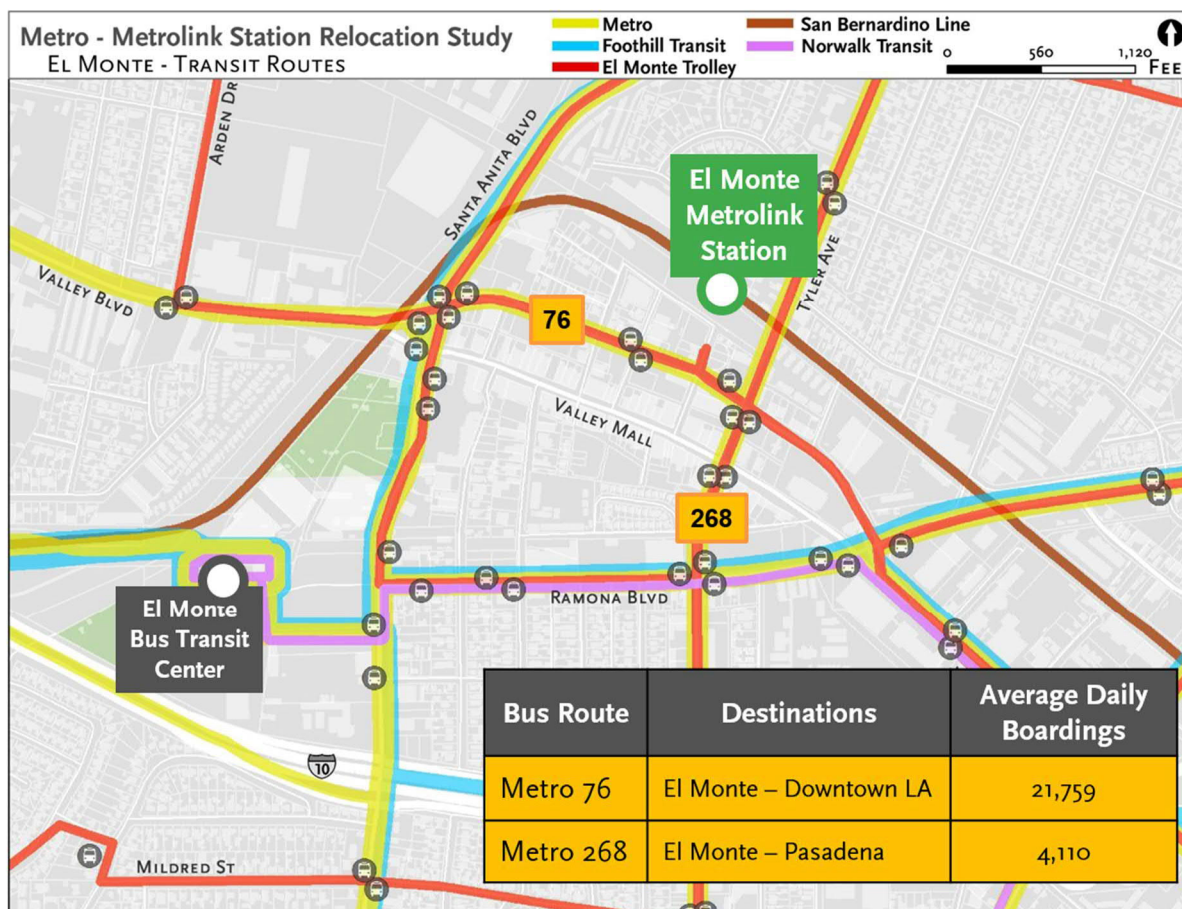 Metro - Metrolink Station Relocation Study
El Monte - Transit Routes
Metro
Foothill Transit
El Monte Trolley
San Bernardino Line
Norwalk Transit
0 560 1,120
FEE
ARDEN DR
SANTA ANITA BLVD
El Monte
Metrolink
Station
TYLER AVE
VALLEY BLVD
76
VALLEY MALL
268
RAMONA BLVD
El Monte
Bus Transit
Center
10
MILDRED ST
Bus Route Destinations Average Daily Boardings
Metro 76 El Monte – Downtown LA 21,759
Metro 268 El Monte – Pasadena 4,110